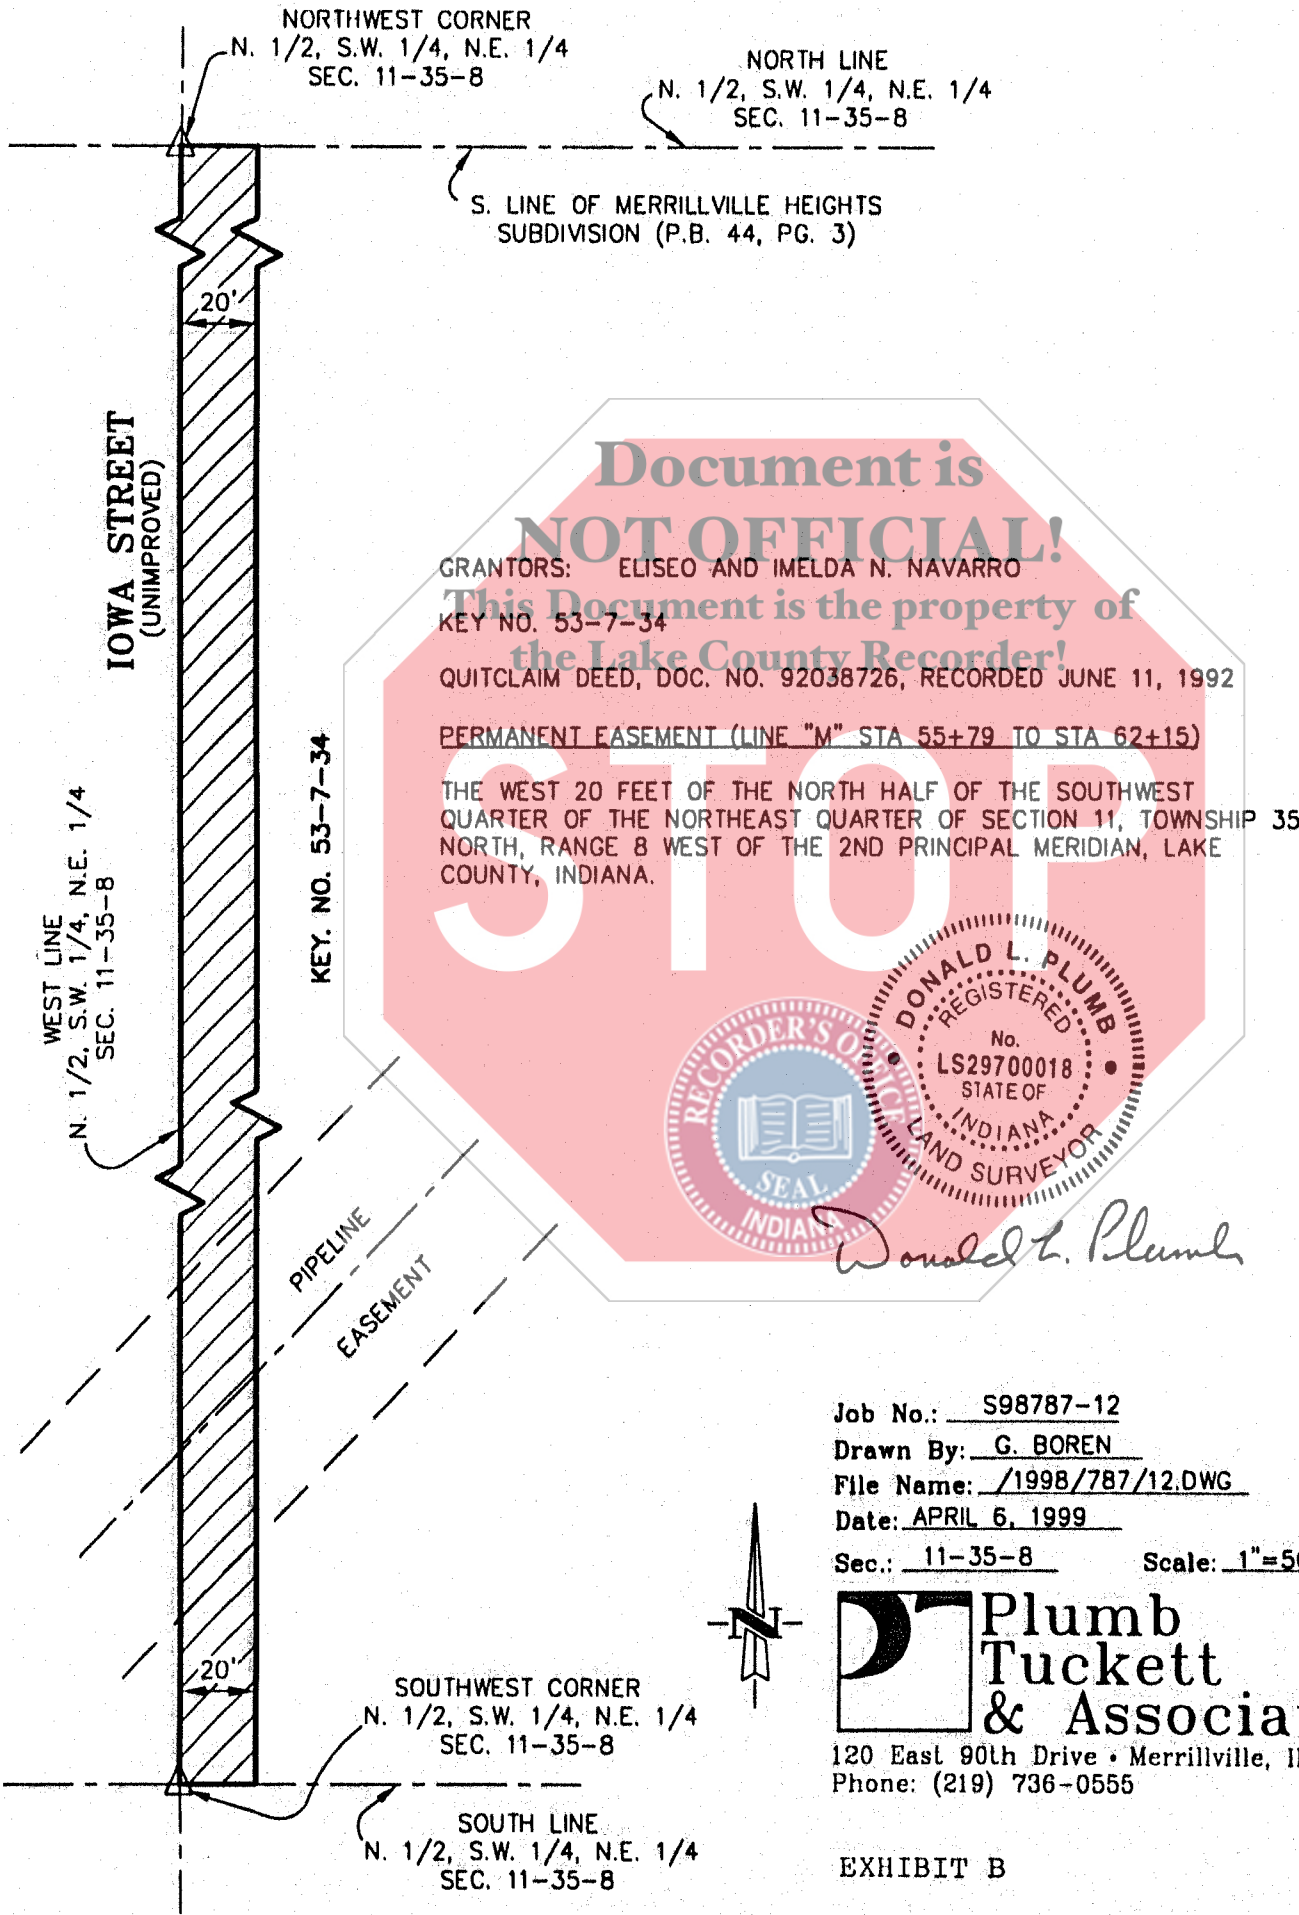 NORTHWEST CORNER
N. 1/2, S.W. 1/4, N.E. 1/4
SEC. 11-35-8
NORTH LINE
N. 1/2, S.W. 1/4, N.E. 1/4
SEC. 11-35-8
S. LINE OF MERRILLVILLE HEIGHTS
SUBDIVISION (P.B. 44, PG. 3)
20'
IOWA STREET
(UNIMPROVED)
Document is
NOT OFFICIAL!
GRANTORS: ELISEO AND IMELDA N. NAVARRO
This Document is the property of
KEY NO. 53-7-34
the Lake County Recorder!
QUITCLAIM DEED, DOC. NO. 92038726, RECORDED JUNE 11, 1992
PERMANENT EASEMENT (LINE "M" STA 55+79 TO STA 62+15)
STOP
THE WEST 20 FEET OF THE NORTH HALF OF THE SOUTHWEST
QUARTER OF THE NORTHEAST QUARTER OF SECTION 11, TOWNSHIP 35
NORTH, RANGE 8 WEST OF THE 2ND PRINCIPAL MERIDIAN, LAKE
COUNTY, INDIANA.
KEY. NO. 53-7-34
WEST LINE
N. 1/2, S.W. 1/4, N.E. 1/4
SEC. 11-35-8
DONALD L. PLUMB
REGISTERED
No.
LS29700018
STATE OF
INDIANA
LAND SURVEYOR
RECORDER'S OFFICE
SEAL
INDIANA
Donald L. Plumb
PIPELINE
EASEMENT
Job No.: S98787-12
Drawn By: G. BOREN
File Name: /1998/787/12.DWG
Date: APRIL 6, 1999
Sec.: 11-35-8 Scale:
N
Plumb
Tuckett
&
120 East 90th Drive • Merrillville,
Phone: (219) 736-0555
20'
SOUTHWEST CORNER
N. 1/2, S.W. 1/4, N.E. 1/4
SEC. 11-35-8
SOUTH LINE
N. 1/2, S.W. 1/4, N.E. 1/4
SEC. 11-35-8
EXHIBIT B